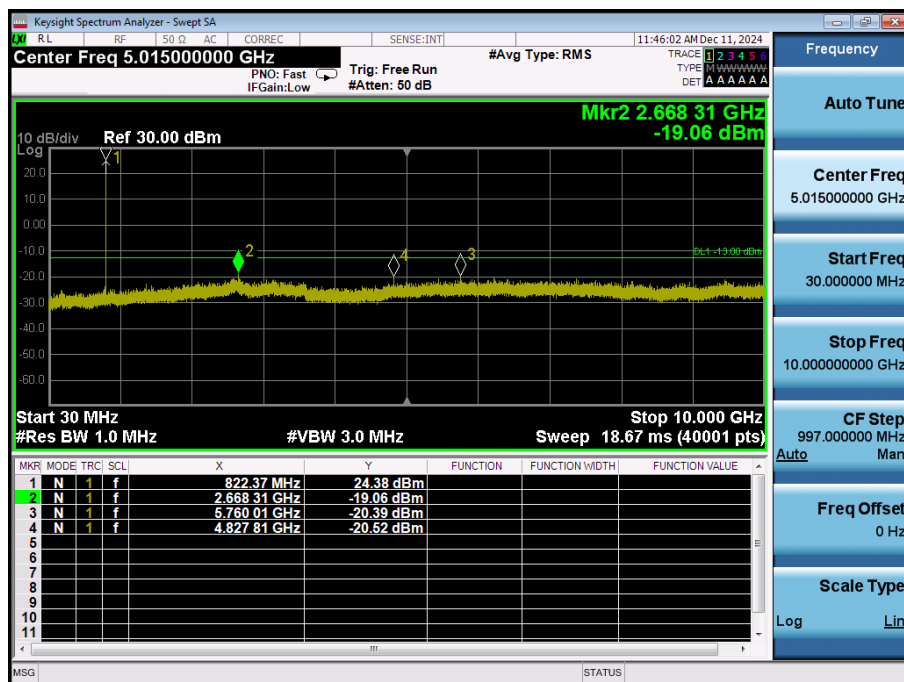 Keysight Spectrum Analyzer - Swept SA
LXI RL RF 50 Ω AC CORREC SENSE:INT 11:46:02 AM Dec 11, 2024
Center Freq 5.015000000 GHz
PNO: Fast
IFGain:Low
Trig: Free Run
#Atten: 50 dB
#Avg Type: RMS
TRACE 1 2 3 4 5 6
TYPE M WWWWW
DET A A A A A A
Frequency
Mkr2 2.668 31 GHz
-19.06 dBm
10 dB/div Ref 30.00 dBm
Log
20.0
10.0
0.00
-10.0
-20.0
-30.0
-40.0
-50.0
-60.0
1
2
4
3
DL1 -13.00 dBm
Start 30 MHz Stop 10.000 GHz
#Res BW 1.0 MHz #VBW 3.0 MHz Sweep 18.67 ms (40001 pts)
MKR MODE TRC SCL X Y FUNCTION FUNCTION WIDTH FUNCTION VALUE
1 N 1 f 822.37 MHz 24.38 dBm
2 N 1 f 2.668 31 GHz -19.06 dBm
3 N 1 f 5.760 01 GHz -20.39 dBm
4 N 1 f 4.827 81 GHz -20.52 dBm
5
6
7
8
9
10
11
Auto Tune
Center Freq
5.015000000 GHz
Start Freq
30.000000 MHz
Stop Freq
10.000000000 GHz
CF Step
997.000000 MHz
Auto Man
Freq Offset
0 Hz
Scale Type
Log Lin
MSG STATUS